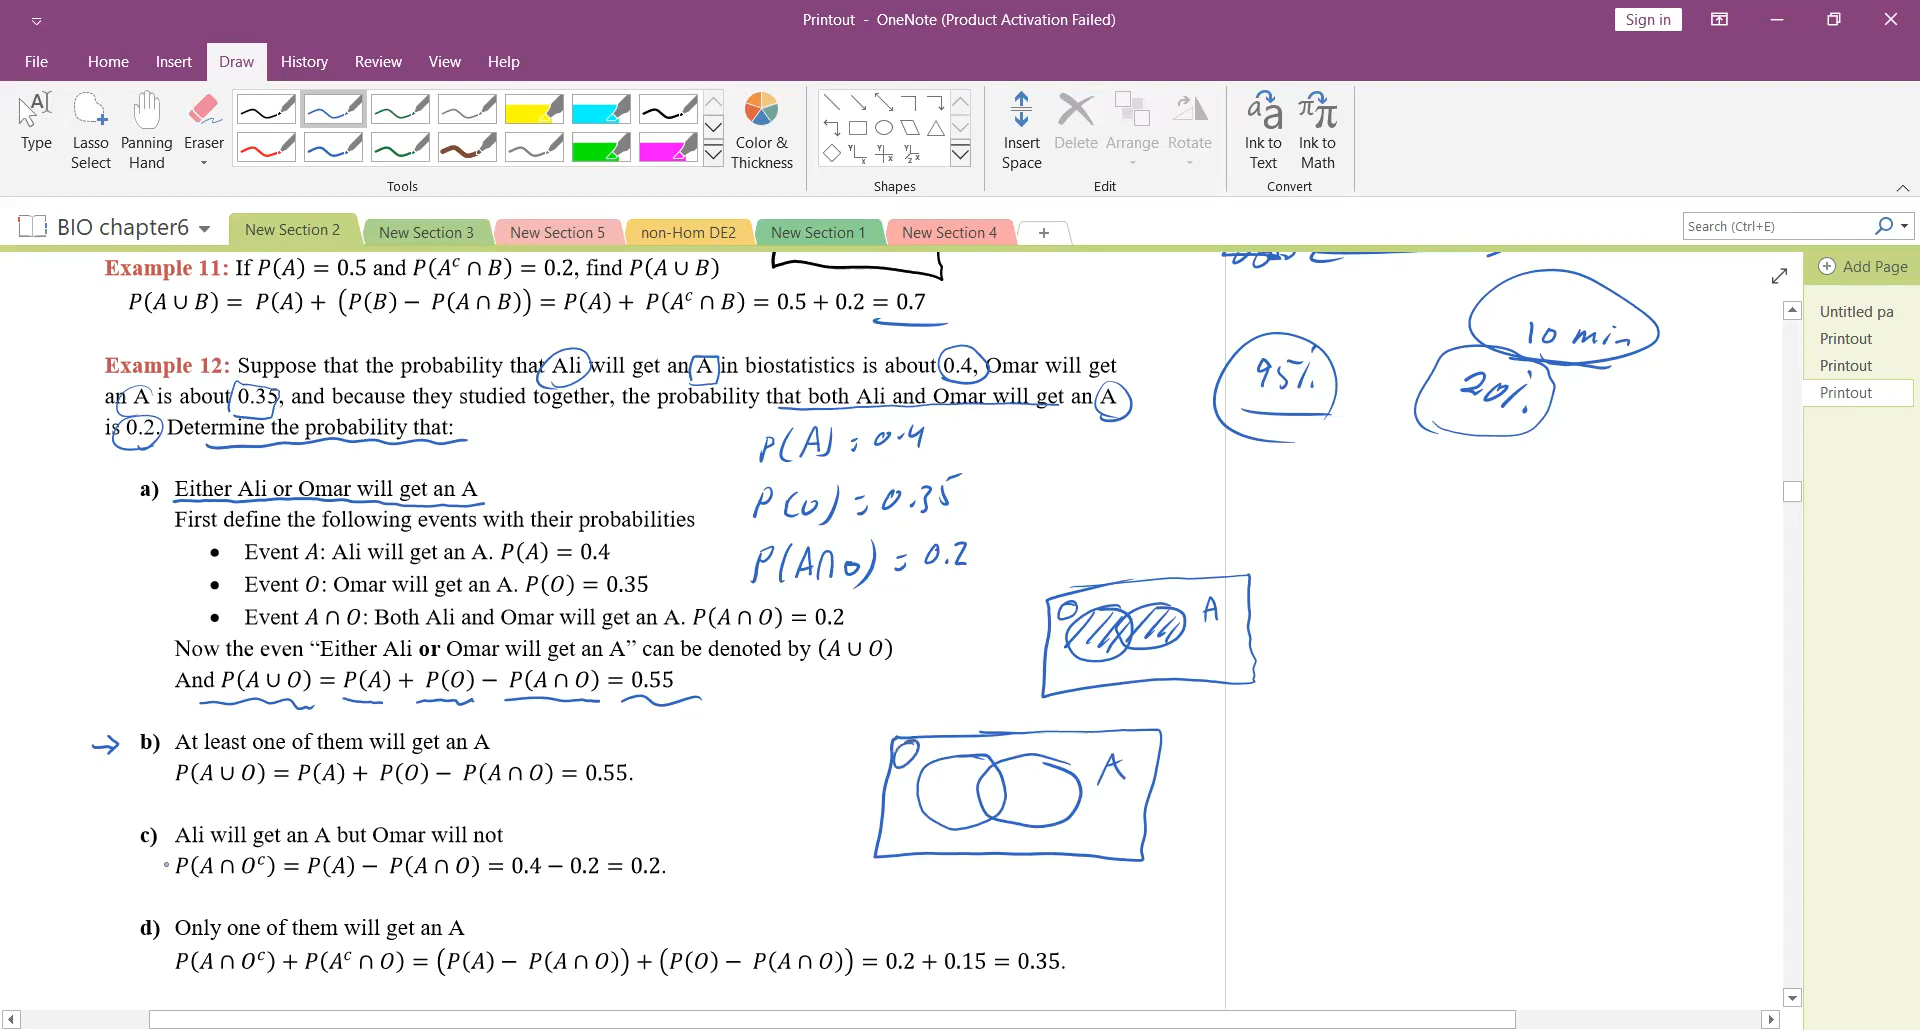 Printout - OneNote (Product Activation Failed)
Sign in
File Home Insert Draw History Review View Help
Type
Lasso Select
Panning Hand
Eraser
Color & Thickness
Insert Space
Delete
Arrange
Rotate
Ink to Text
Ink to Math
Tools
Shapes
Edit
Convert
BIO chapter6
New Section 2
New Section 3
New Section 5
non-Hom DE2
New Section 1
New Section 4
+
Search (Ctrl+E)
Add Page
Untitled pa
Printout
Printout
Printout
Example 11: If P(A) = 0.5 and P(Aᶜ ∩ B) = 0.2, find P(A ∪ B)
P(A ∪ B) = P(A) + (P(B) − P(A ∩ B)) = P(A) + P(Aᶜ ∩ B) = 0.5 + 0.2 = 0.7
10 min
95%
20%
Example 12: Suppose that the probability that Ali will get an A in biostatistics is about 0.4, Omar will get
an A is about 0.35, and because they studied together, the probability that both Ali and Omar will get an A
is 0.2. Determine the probability that:
P(A) = 0.4
P(O) = 0.35
P(A∩O) = 0.2
a) Either Ali or Omar will get an A
First define the following events with their probabilities
• Event A: Ali will get an A. P(A) = 0.4
• Event O: Omar will get an A. P(O) = 0.35
• Event A ∩ O: Both Ali and Omar will get an A. P(A ∩ O) = 0.2
O A
Now the even “Either Ali or Omar will get an A” can be denoted by (A ∪ O)
And P(A ∪ O) = P(A) + P(O) − P(A ∩ O) = 0.55
→ b) At least one of them will get an A
P(A ∪ O) = P(A) + P(O) − P(A ∩ O) = 0.55.
O A
c) Ali will get an A but Omar will not
P(A ∩ Oᶜ) = P(A) − P(A ∩ O) = 0.4 − 0.2 = 0.2.
d) Only one of them will get an A
P(A ∩ Oᶜ) + P(Aᶜ ∩ O) = (P(A) − P(A ∩ O)) + (P(O) − P(A ∩ O)) = 0.2 + 0.15 = 0.35.